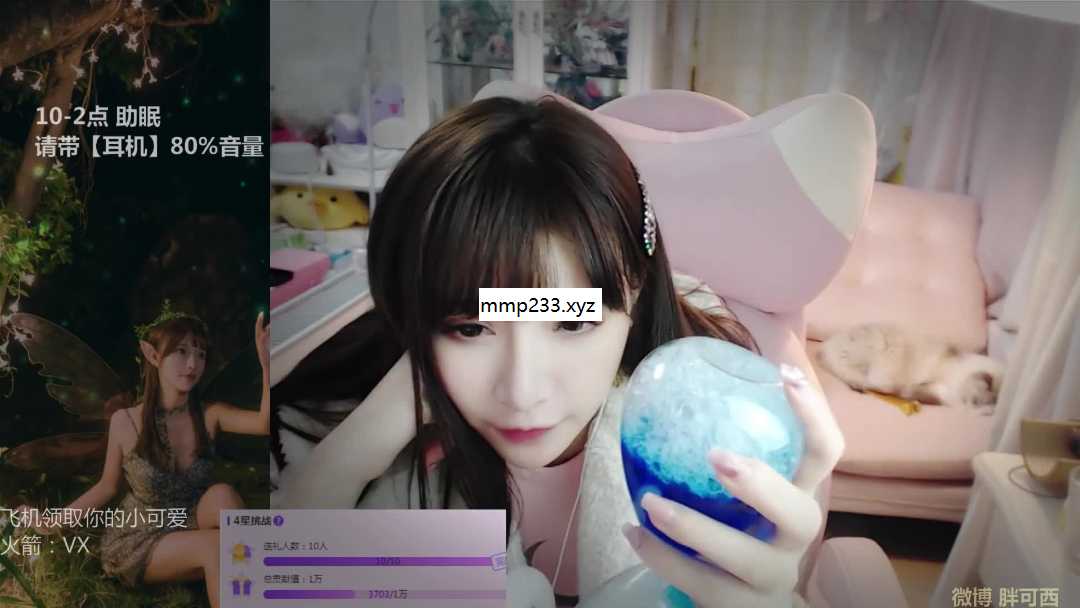 10-2点 助眠
请带【耳机】80%音量
mmp233.xyz
飞机领取你的小可爱
火箭：VX
4星挑战?
送礼人数：10人
10/10
总贡献值：1万
3703/1万
微博 胖可西